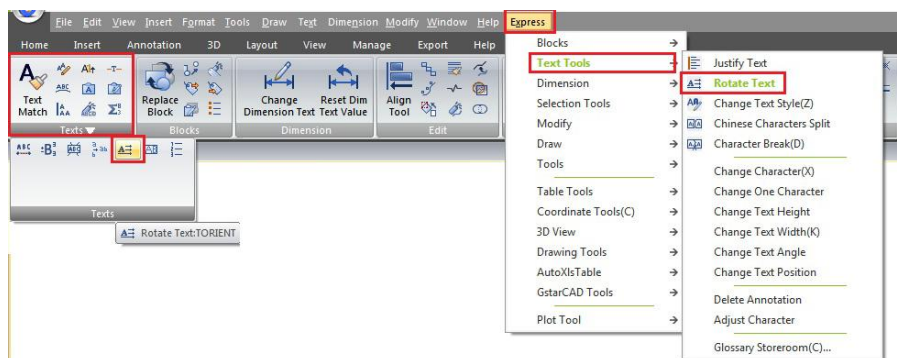 File Edit View Insert Format Tools Draw Text Dimension Modify Window Help Express
Home Insert Annotation 3D Layout View Manage Export Help
Text Match
Replace Block
Change Dimension Text
Reset Dim Text Value
Align Tool
Texts Blocks Dimension Edit
Texts
Rotate Text:TORIENT
Blocks
Text Tools
Dimension
Selection Tools
Modify
Draw
Tools
Table Tools
Coordinate Tools(C)
3D View
Drawing Tools
AutoXlsTable
GstarCAD Tools
Plot Tool
Justify Text
Rotate Text
Change Text Style(Z)
Chinese Characters Split
Character Break(D)
Change Character(X)
Change One Character
Change Text Height
Change Text Width(K)
Change Text Angle
Change Text Position
Delete Annotation
Adjust Character
Glossary Storeroom(C)...